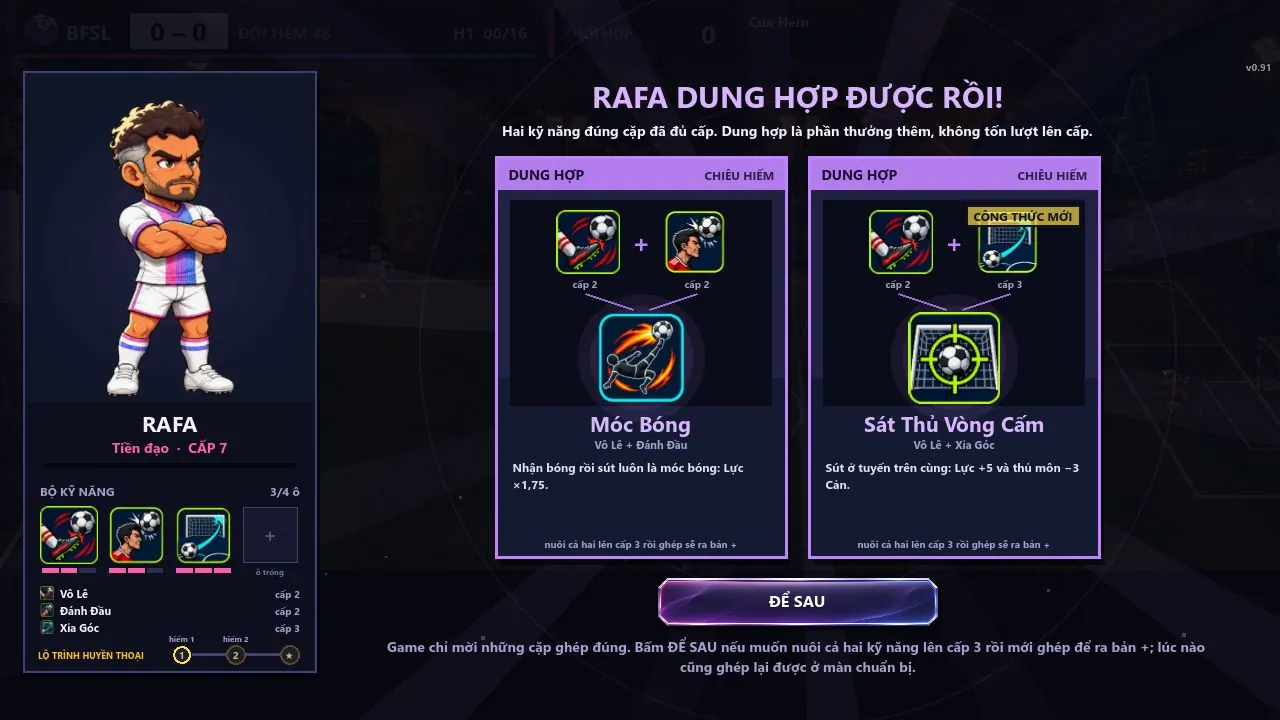 BFSL
0 – 0
ĐỘI HẺM 48
H1 00/16
HỒI HỘP
0
Cua Hẻm
v0.91
RAFA DUNG HỢP ĐƯỢC RỒI!
Hai kỹ năng đúng cặp đã đủ cấp. Dung hợp là phần thưởng thêm, không tốn lượt lên cấp.
DUNG HỢP
CHIÊU HIẾM
+
cấp 2
cấp 2
Móc Bóng
Vô Lê + Đánh Đầu
Nhận bóng rồi sút luôn là móc bóng: Lực
×1,75.
nuôi cả hai lên cấp 3 rồi ghép sẽ ra bản +
DUNG HỢP
CHIÊU HIẾM
CÔNG THỨC MỚI
+
cấp 2
cấp 3
Sát Thủ Vòng Cấm
Vô Lê + Xỉa Góc
Sút ở tuyến trên cùng: Lực +5 và thủ môn −3
Cản.
nuôi cả hai lên cấp 3 rồi ghép sẽ ra bản +
RAFA
Tiền đạo · CẤP 7
BỘ KỸ NĂNG
3/4 ô
+
ô trống
Vô Lê
cấp 2
Đánh Đầu
cấp 2
Xỉa Góc
cấp 3
hiếm 1
hiếm 2
LỘ TRÌNH HUYỀN THOẠI
1
2
★
ĐỂ SAU
Game chỉ mời những cặp ghép đúng. Bấm ĐỂ SAU nếu muốn nuôi cả hai kỹ năng lên cấp 3 rồi mới ghép để ra bản +; lúc nào
cũng ghép lại được ở màn chuẩn bị.